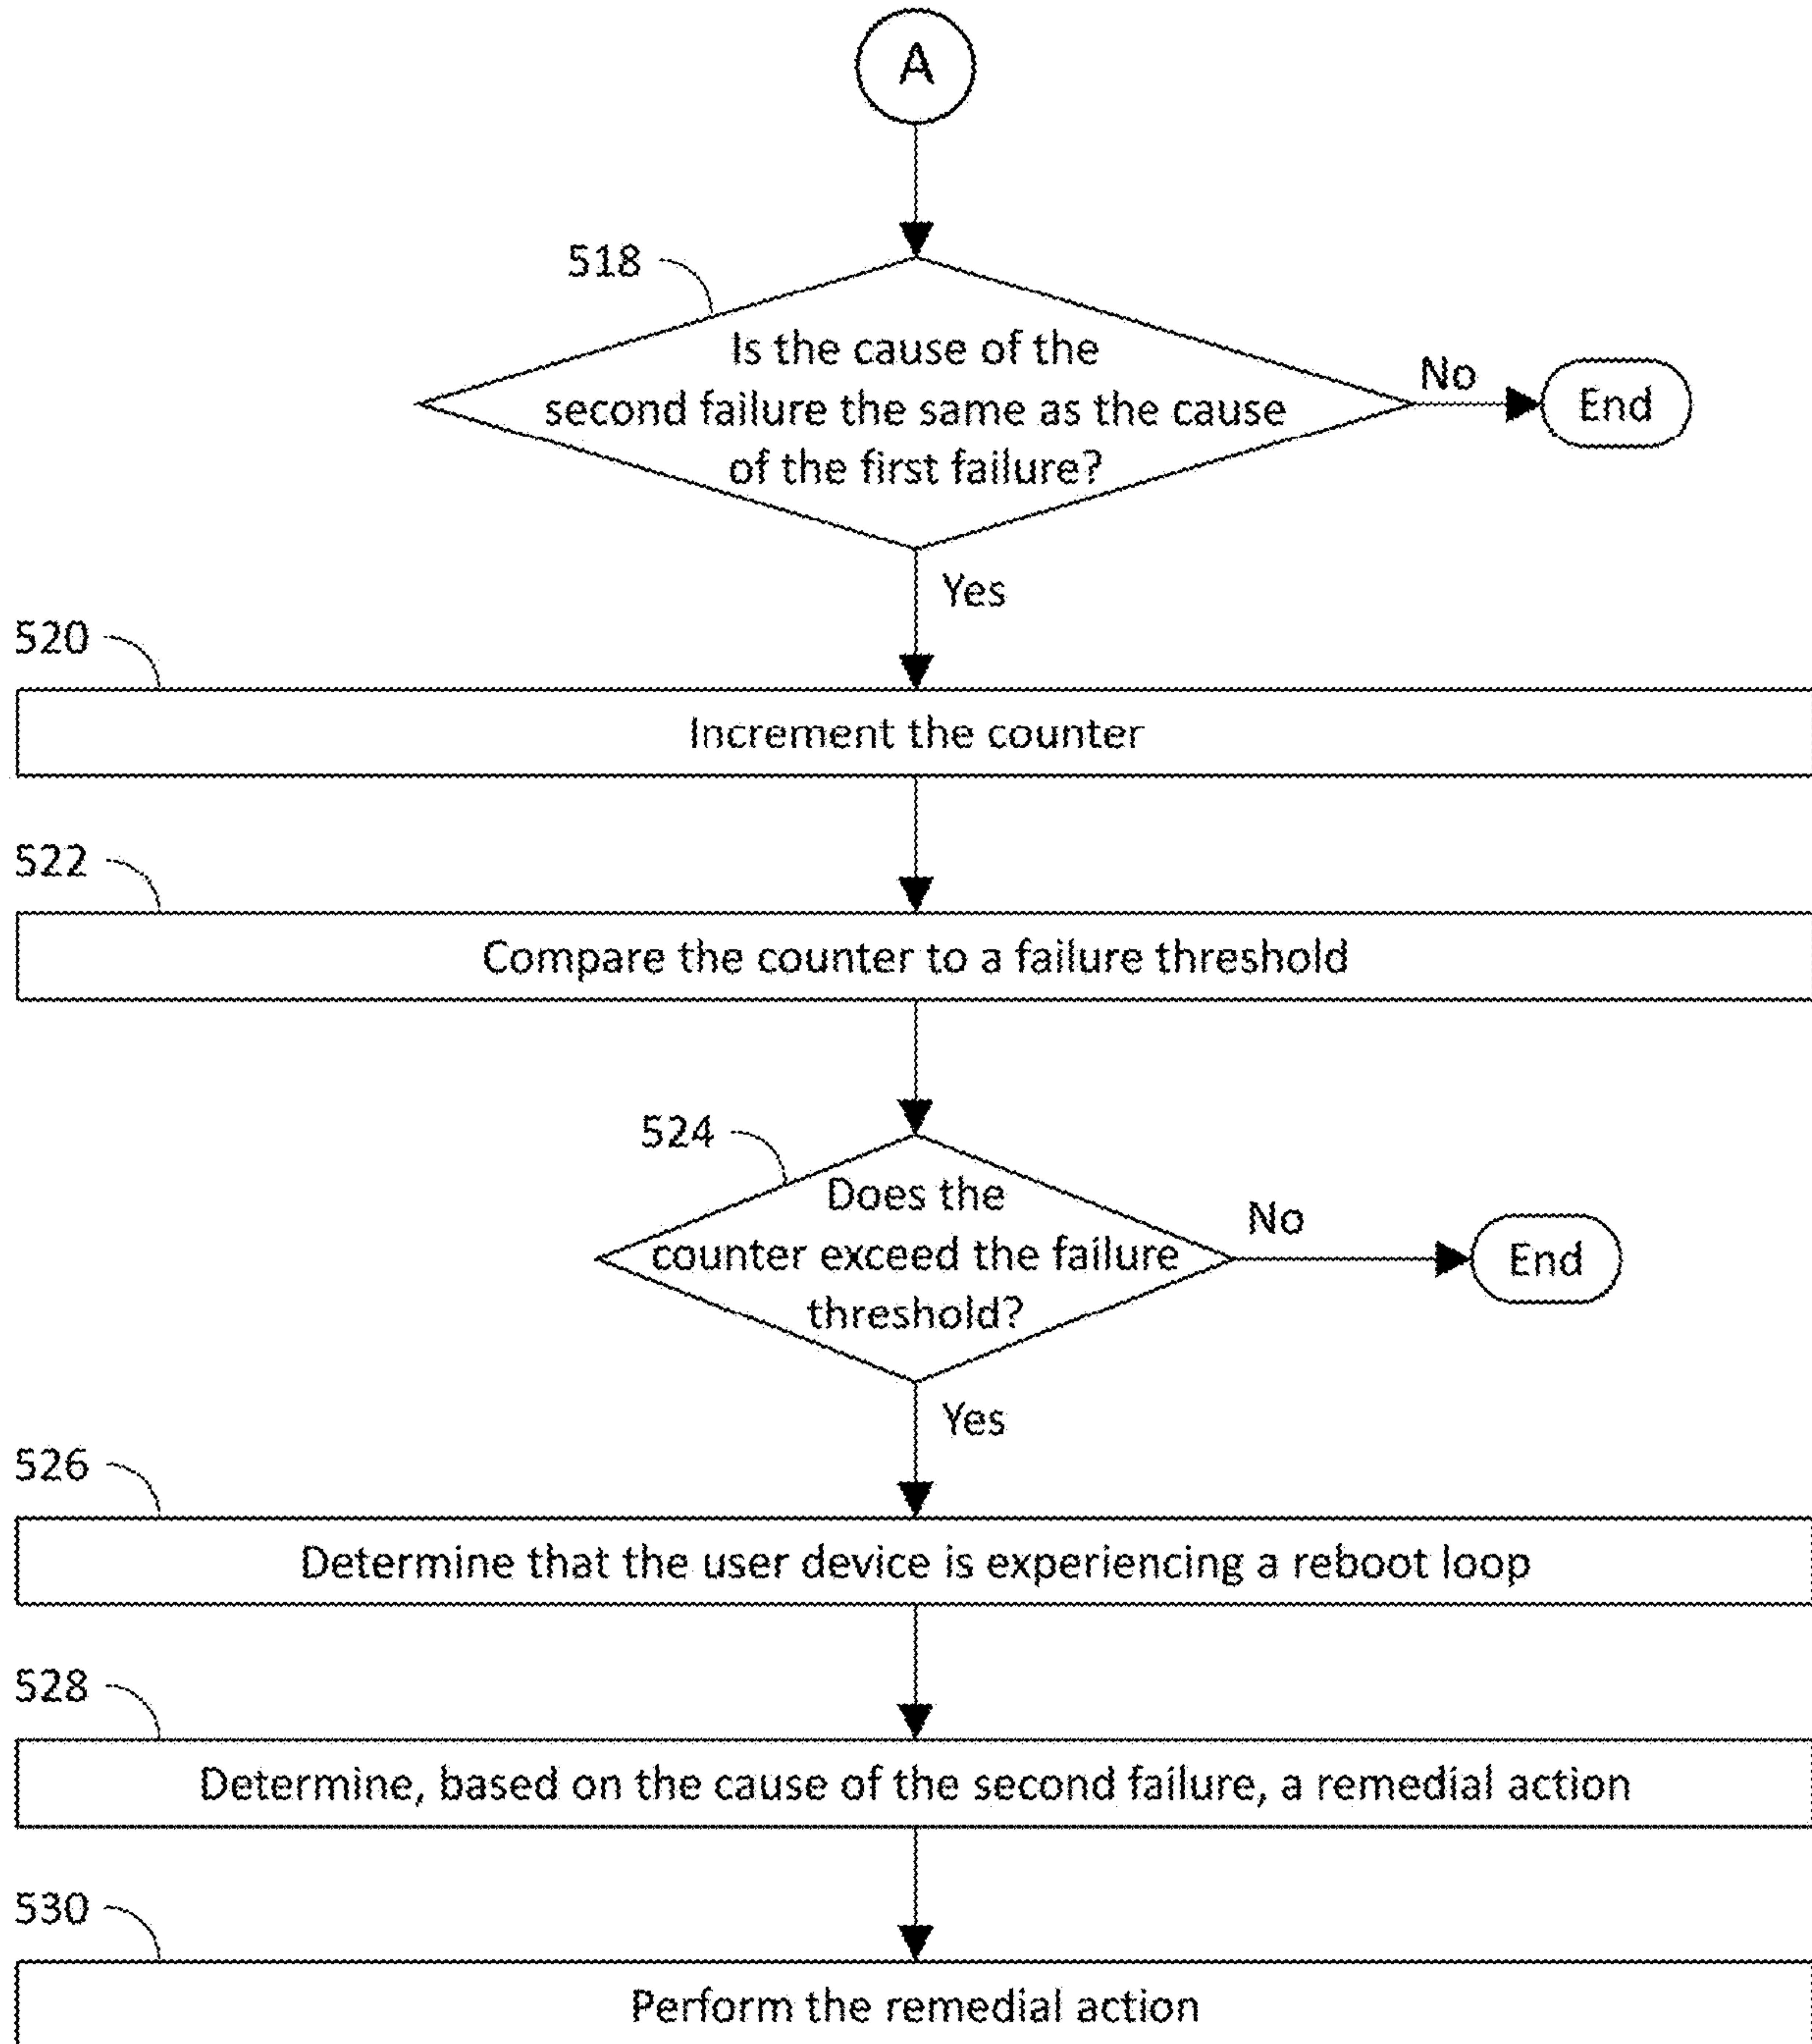 A
518
Is the cause of the
second failure the same as the cause
of the first failure?
No
End
Yes
520
Increment the counter
522
Compare the counter to a failure threshold
524
Does the
counter exceed the failure
threshold?
No
End
Yes
526
Determine that the user device is experiencing a reboot loop
528
Determine, based on the cause of the second failure, a remedial action
530
Perform the remedial action